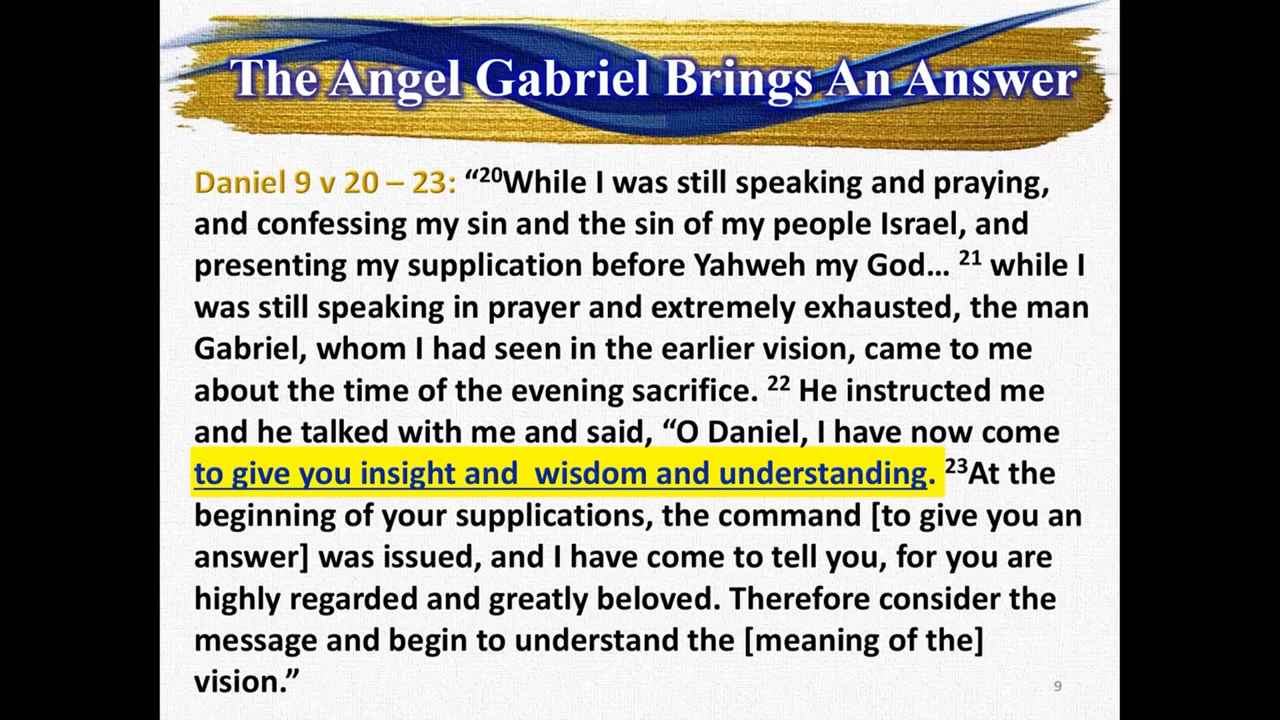 The Angel Gabriel Brings An Answer
Daniel 9 v 20 – 23: “20While I was still speaking and praying,
and confessing my sin and the sin of my people Israel, and
presenting my supplication before Yahweh my God... 21 while I
was still speaking in prayer and extremely exhausted, the man
Gabriel, whom I had seen in the earlier vision, came to me
about the time of the evening sacrifice. 22 He instructed me
and he talked with me and said, “O Daniel, I have now come
to give you insight and  wisdom and understanding. 23At the
beginning of your supplications, the command [to give you an
answer] was issued, and I have come to tell you, for you are
highly regarded and greatly beloved. Therefore consider the
message and begin to understand the [meaning of the]
vision.”
9